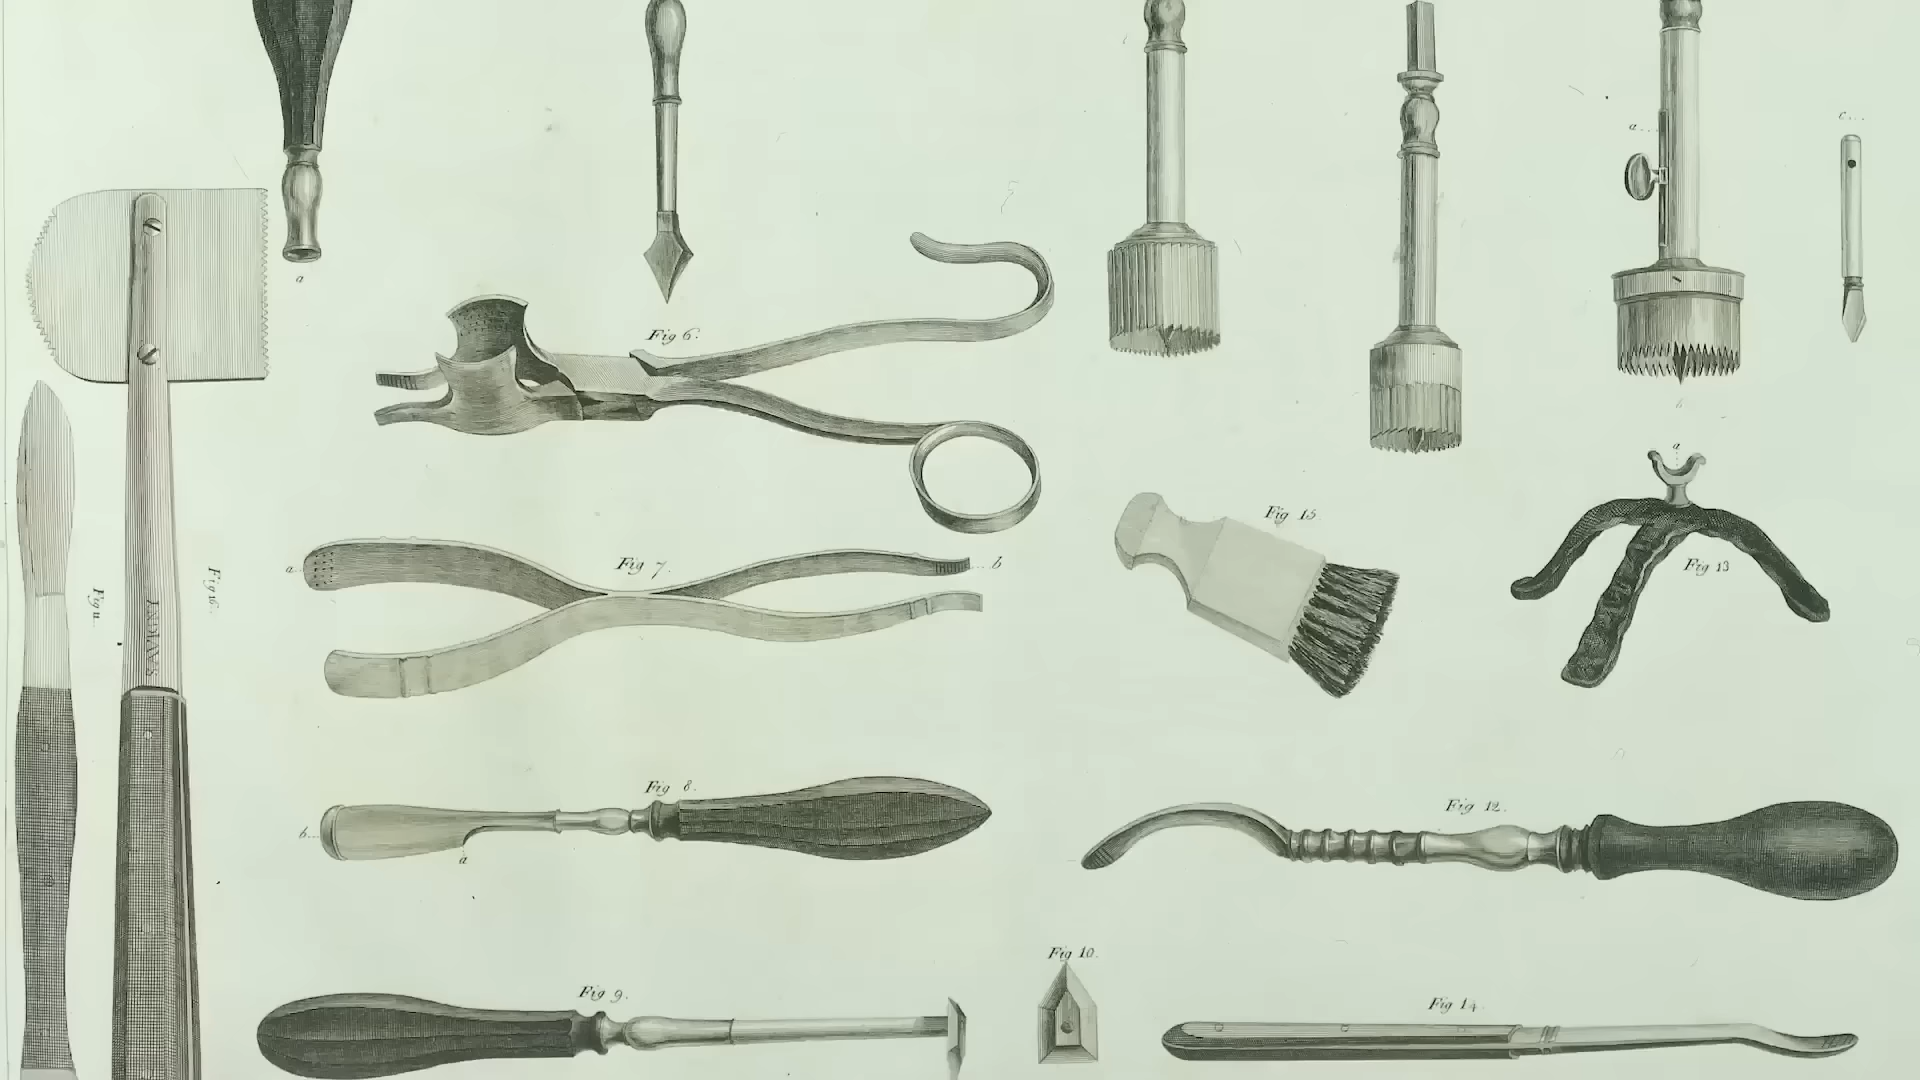 a
c...
a...
Fig 6.
b
a
Fig 15.
Fig 13
a...
Fig 7.
...b
Fig 11.
Fig 16.
SAVIGNY
Fig 8.
b...
a
Fig 12.
Fig 10.
Fig 9.
Fig 14.